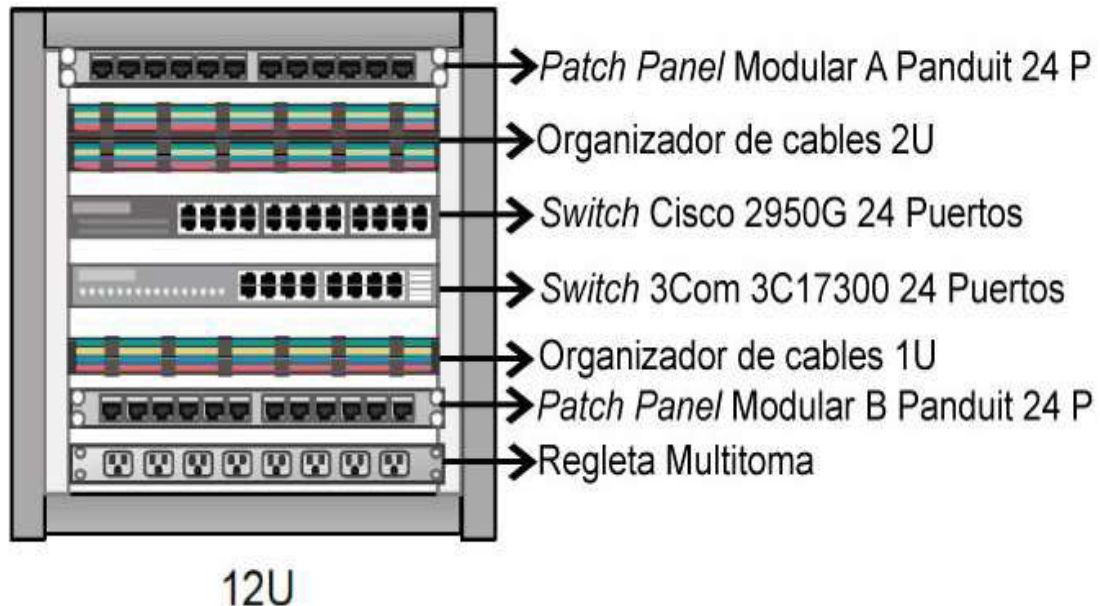 Patch Panel Modular A Panduit 24 P
Organizador de cables 2U
Switch Cisco 2950G 24 Puertos
Switch 3Com 3C17300 24 Puertos
Organizador de cables 1U
Patch Panel Modular B Panduit 24 P
Regleta Multitoma
12U